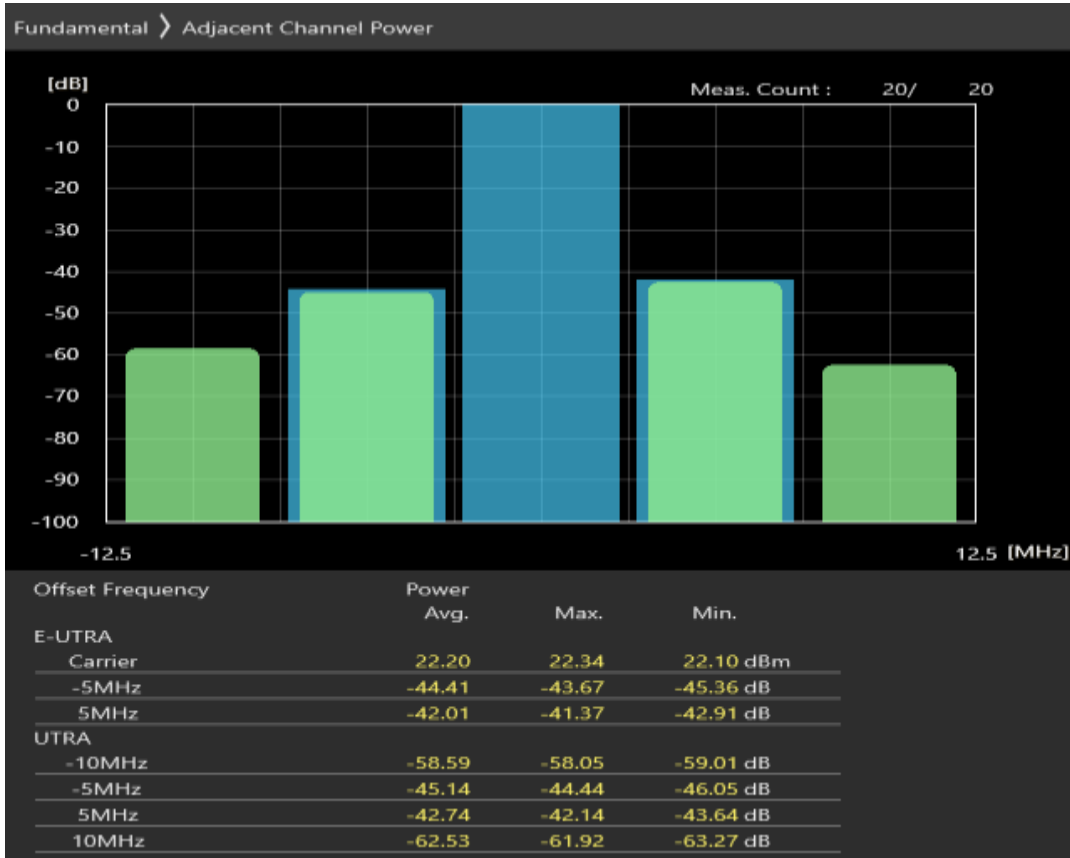 Fundamental ❯ Adjacent Channel Power
[dB]
Meas. Count : 20/ 20
0
-10
-20
-30
-40
-50
-60
-70
-80
-90
-100
-12.5 12.5 [MHz]
Offset Frequency Power
Avg. Max. Min.
E-UTRA
Carrier 22.20 22.34 22.10 dBm
-5MHz -44.41 -43.67 -45.36 dB
5MHz -42.01 -41.37 -42.91 dB
UTRA
-10MHz -58.59 -58.05 -59.01 dB
-5MHz -45.14 -44.44 -46.05 dB
5MHz -42.74 -42.14 -43.64 dB
10MHz -62.53 -61.92 -63.27 dB